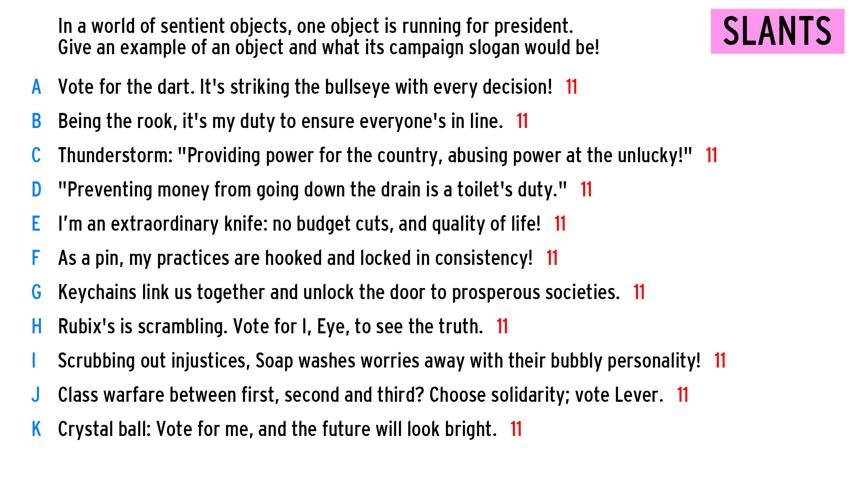 In a world of sentient objects, one object is running for president.
Give an example of an object and what its campaign slogan would be!
SLANTS
A Vote for the dart. It's striking the bullseye with every decision! 11
B Being the rook, it's my duty to ensure everyone's in line. 11
C Thunderstorm: "Providing power for the country, abusing power at the unlucky!" 11
D "Preventing money from going down the drain is a toilet's duty." 11
E I’m an extraordinary knife: no budget cuts, and quality of life! 11
F As a pin, my practices are hooked and locked in consistency! 11
G Keychains link us together and unlock the door to prosperous societies. 11
H Rubix's is scrambling. Vote for I, Eye, to see the truth. 11
I Scrubbing out injustices, Soap washes worries away with their bubbly personality! 11
J Class warfare between first, second and third? Choose solidarity; vote Lever. 11
K Crystal ball: Vote for me, and the future will look bright. 11